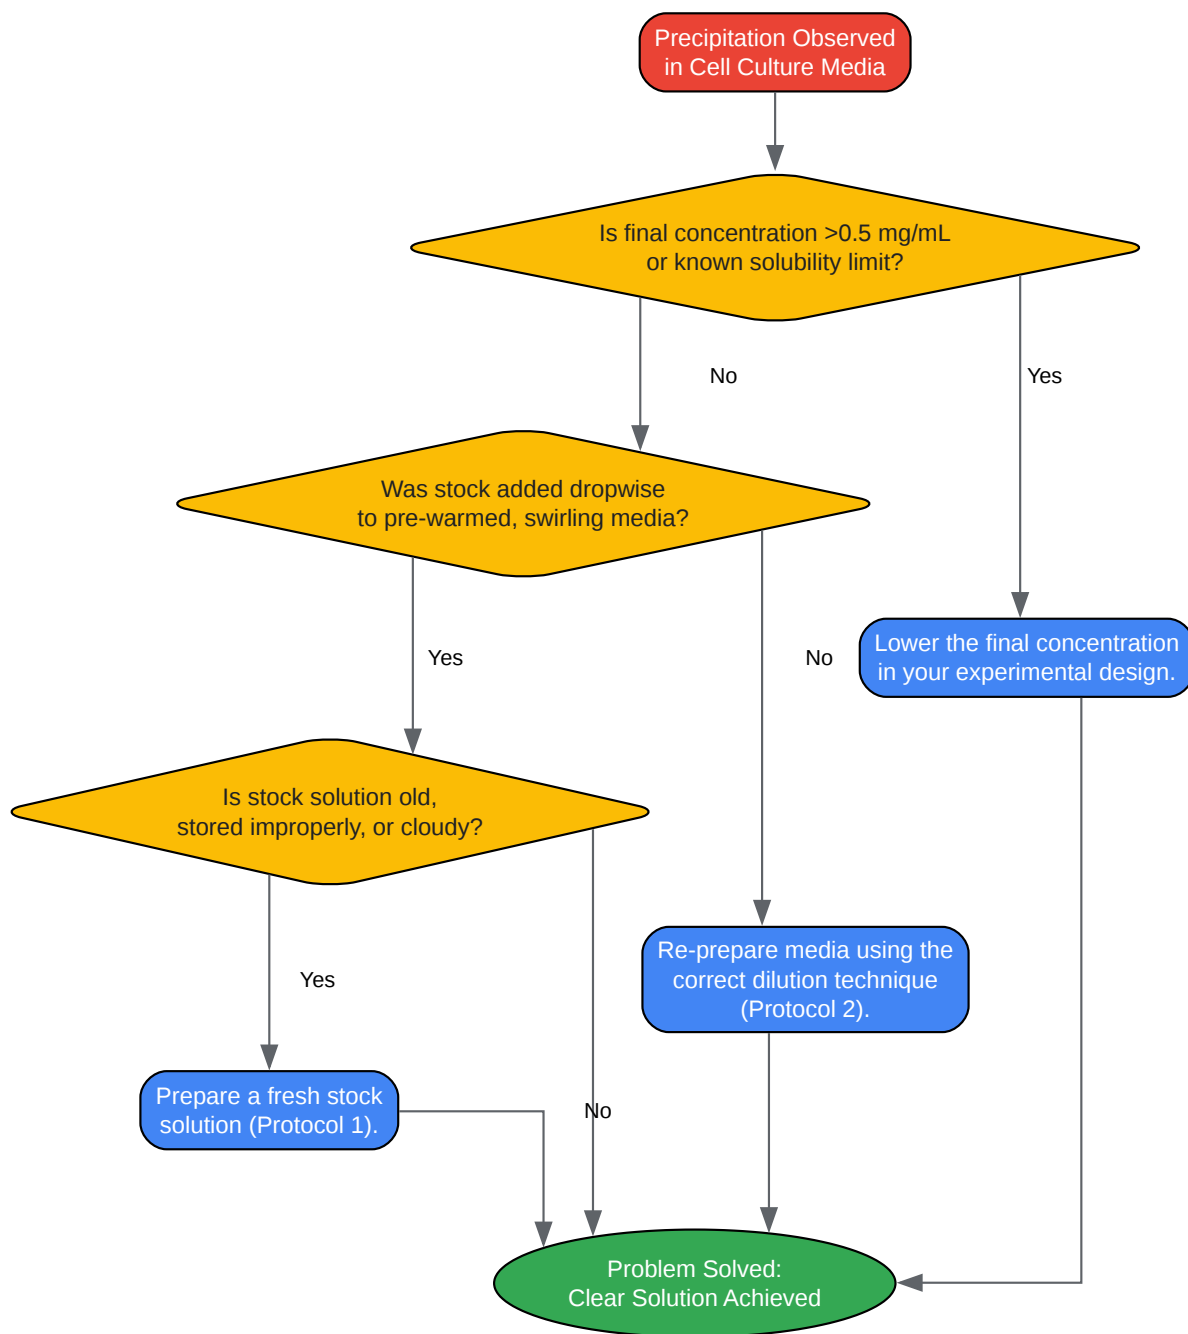 Precipitation Observed
in Cell Culture Media
Is final concentration >0.5 mg/mL
or known solubility limit?
No
Yes
Was stock added dropwise
to pre-warmed, swirling media?
Yes
No
Lower the final concentration
in your experimental design.
Is stock solution old,
stored improperly, or cloudy?
Yes
Re-prepare media using the
correct dilution technique
(Protocol 2).
Prepare a fresh stock
solution (Protocol 1).
No
Problem Solved:
Clear Solution Achieved